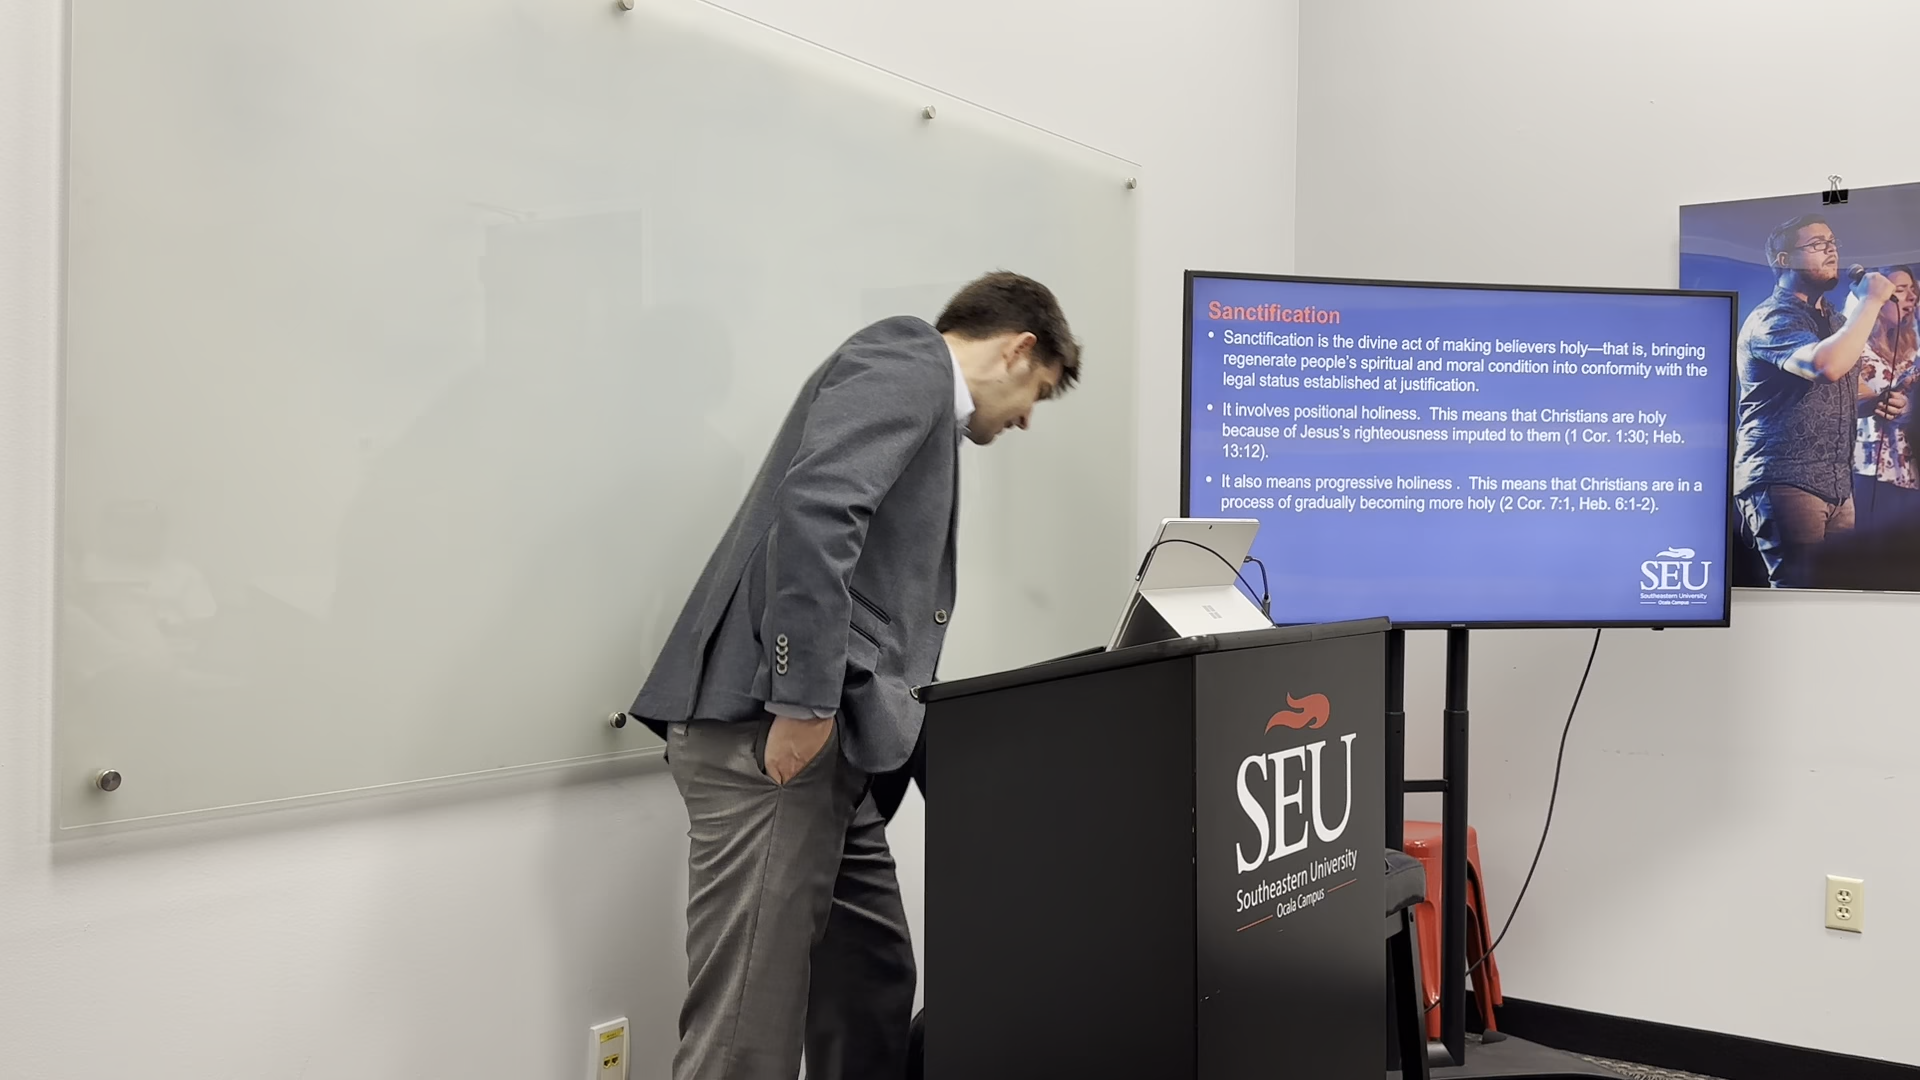 Sanctification
• Sanctification is the divine act of making believers holy—that is, bringing
regenerate people's spiritual and moral condition into conformity with the
legal status established at justification.
• It involves positional holiness.  This means that Christians are holy
because of Jesus's righteousness imputed to them (1 Cor. 1:30; Heb.
13:12).
• It also means progressive holiness .  This means that Christians are in a
process of gradually becoming more holy (2 Cor. 7:1, Heb. 6:1-2).
SEU
Southeastern University
Ocala Campus
SEU
Southeastern University
Ocala Campus